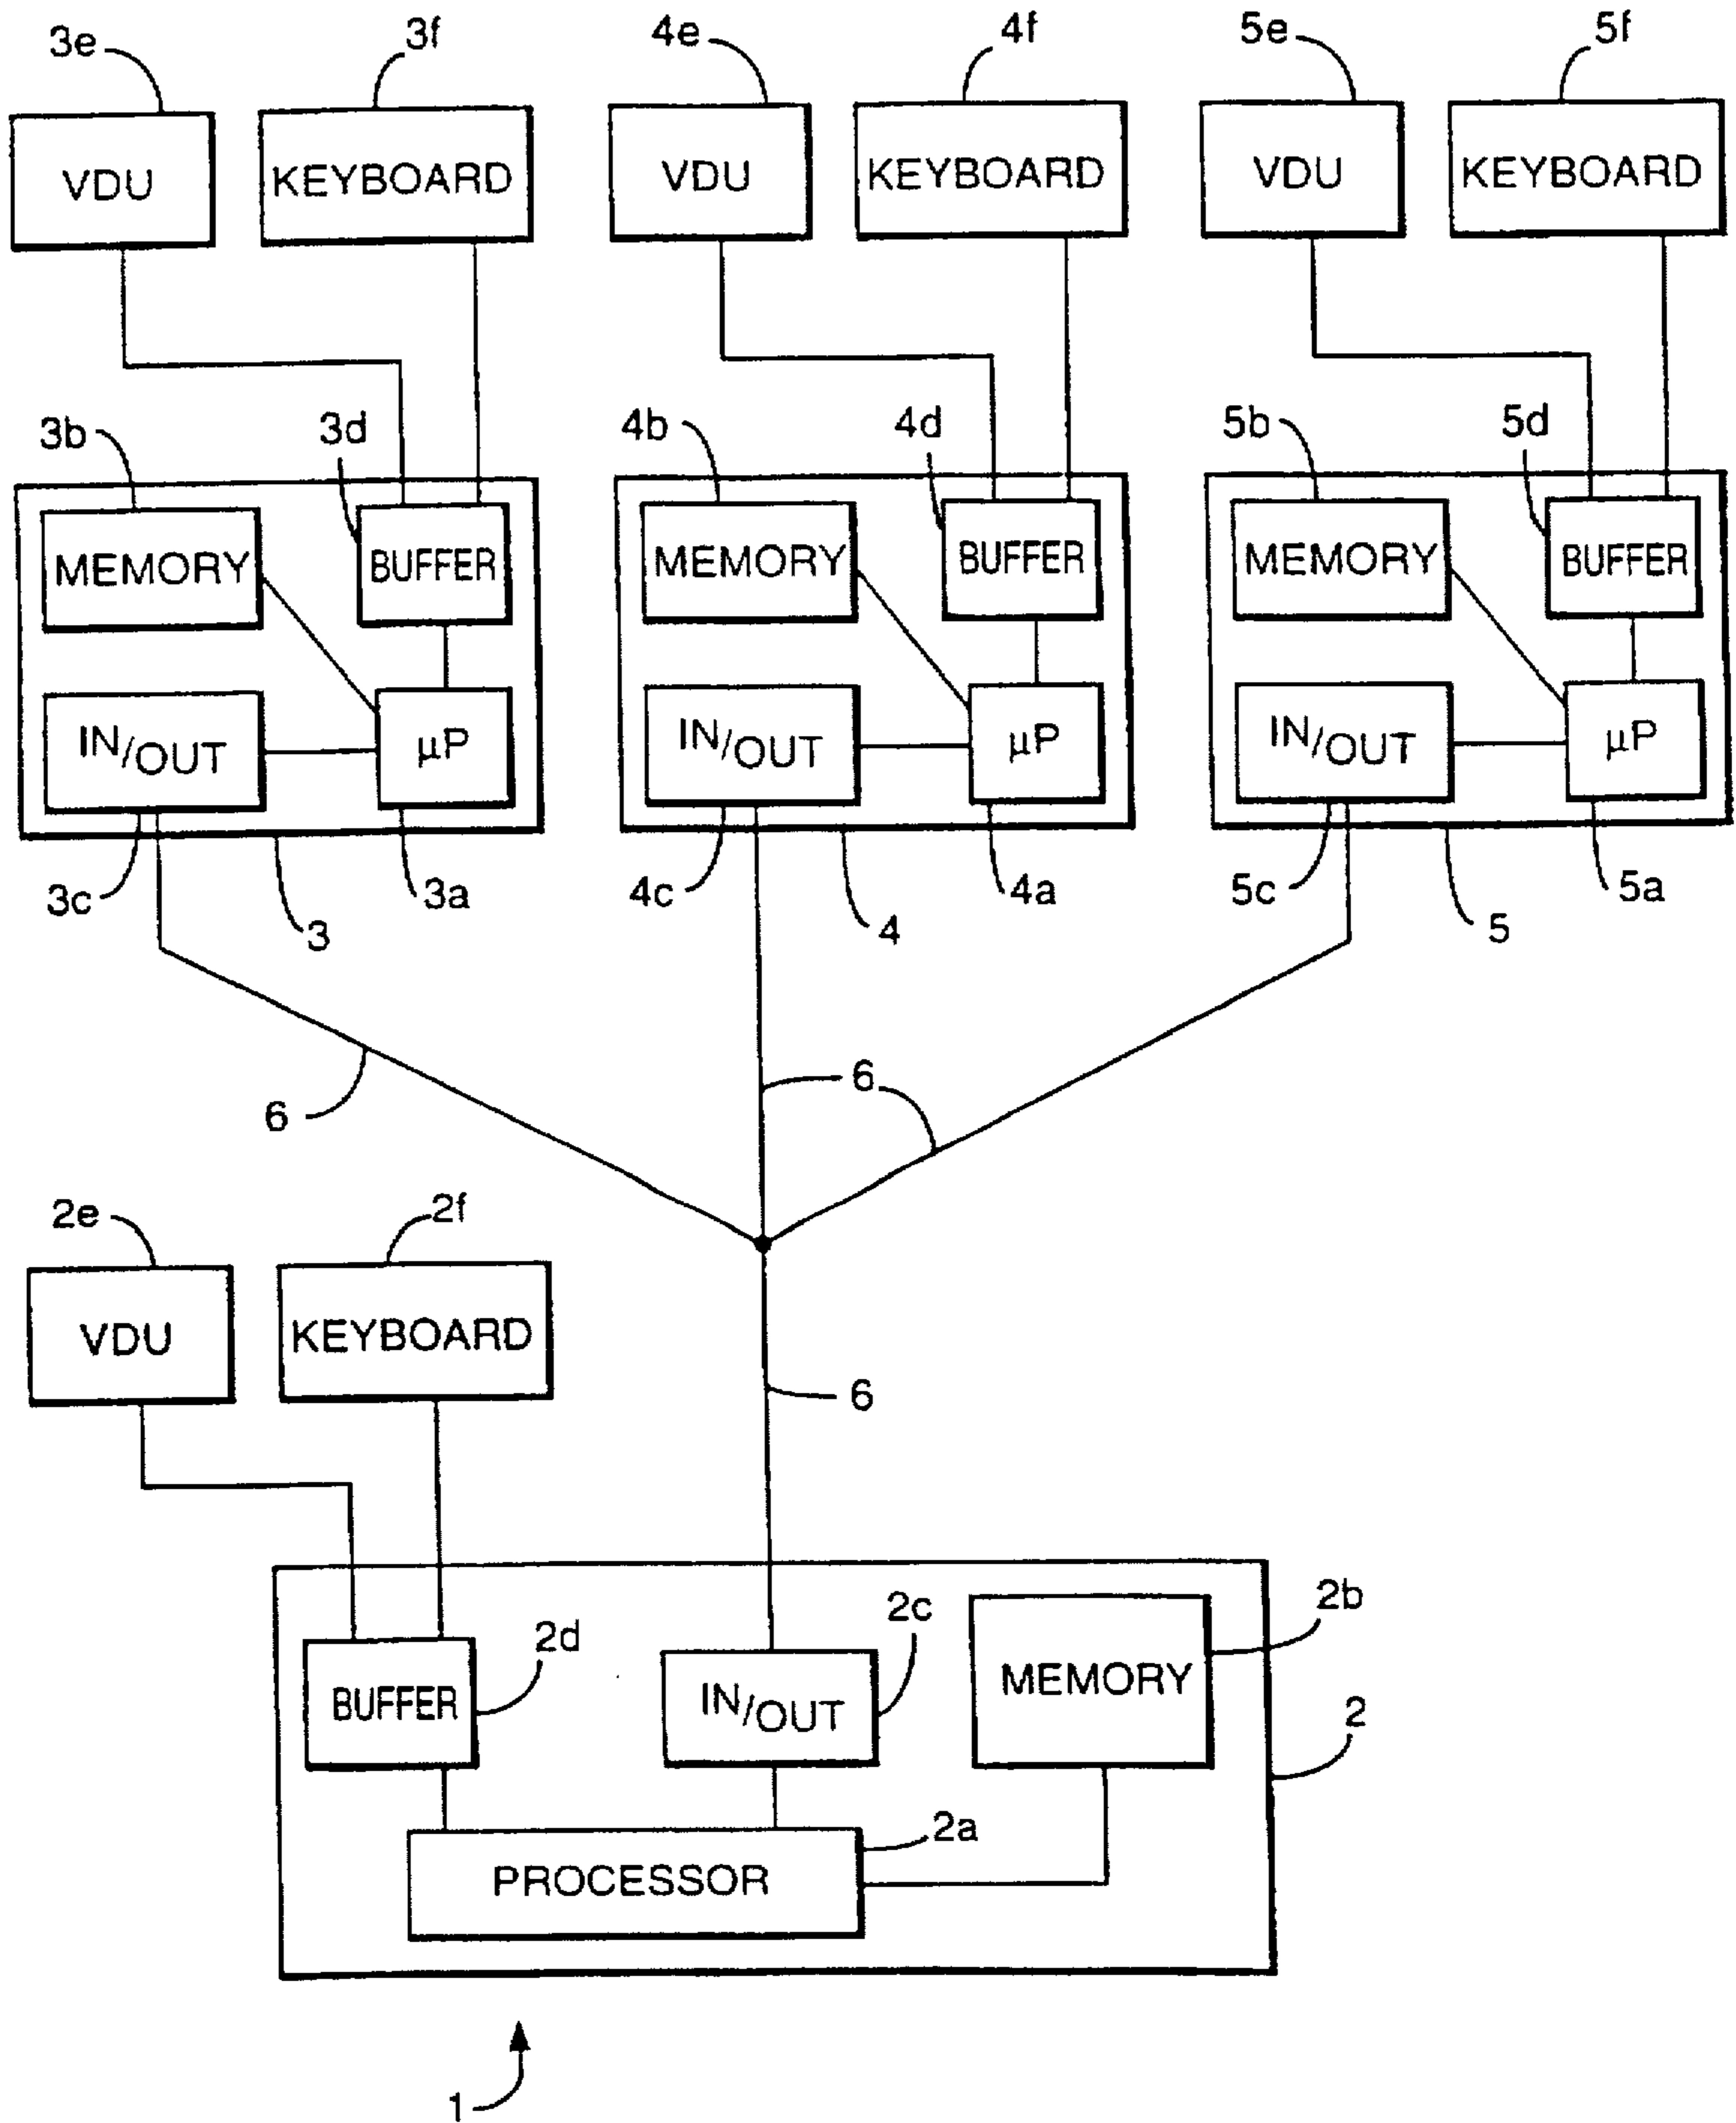 3e 3f 4e 4f 5e 5f
VDU KEYBOARD VDU KEYBOARD VDU KEYBOARD
3b 3d 4b 4d 5b 5d
MEMORY BUFFER MEMORY BUFFER MEMORY BUFFER
IN/OUT µP IN/OUT µP IN/OUT µP
3c 3a 4c 4a 5c 5a
3 4 5
6 6
2e 2f
VDU KEYBOARD
6
2c 2b
2d
BUFFER IN/OUT MEMORY
2
2a
PROCESSOR
1